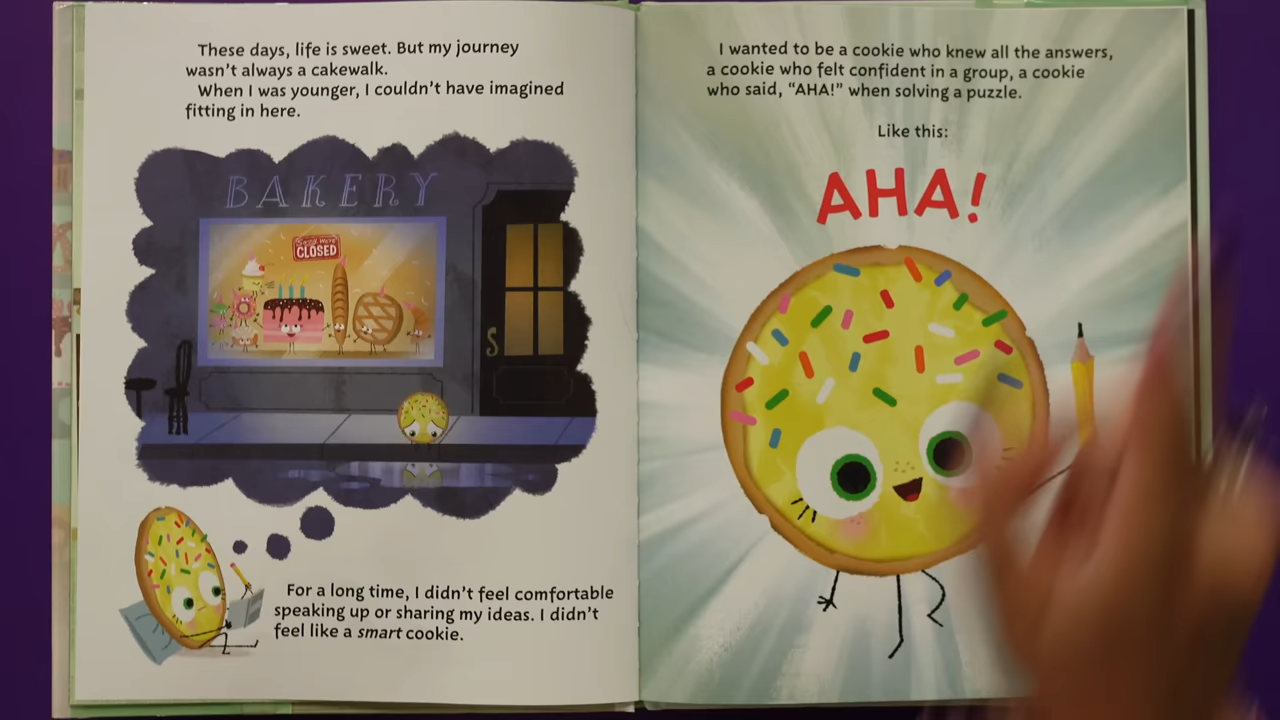 These days, life is sweet. But my journey
wasn't always a cakewalk.
When I was younger, I couldn't have imagined
fitting in here.
BAKERY
Sorry We're
CLOSED
For a long time, I didn't feel comfortable
speaking up or sharing my ideas. I didn't
feel like a smart cookie.
I wanted to be a cookie who knew all the answers,
a cookie who felt confident in a group, a cookie
who said, “AHA!” when solving a puzzle.
Like this:
AHA!